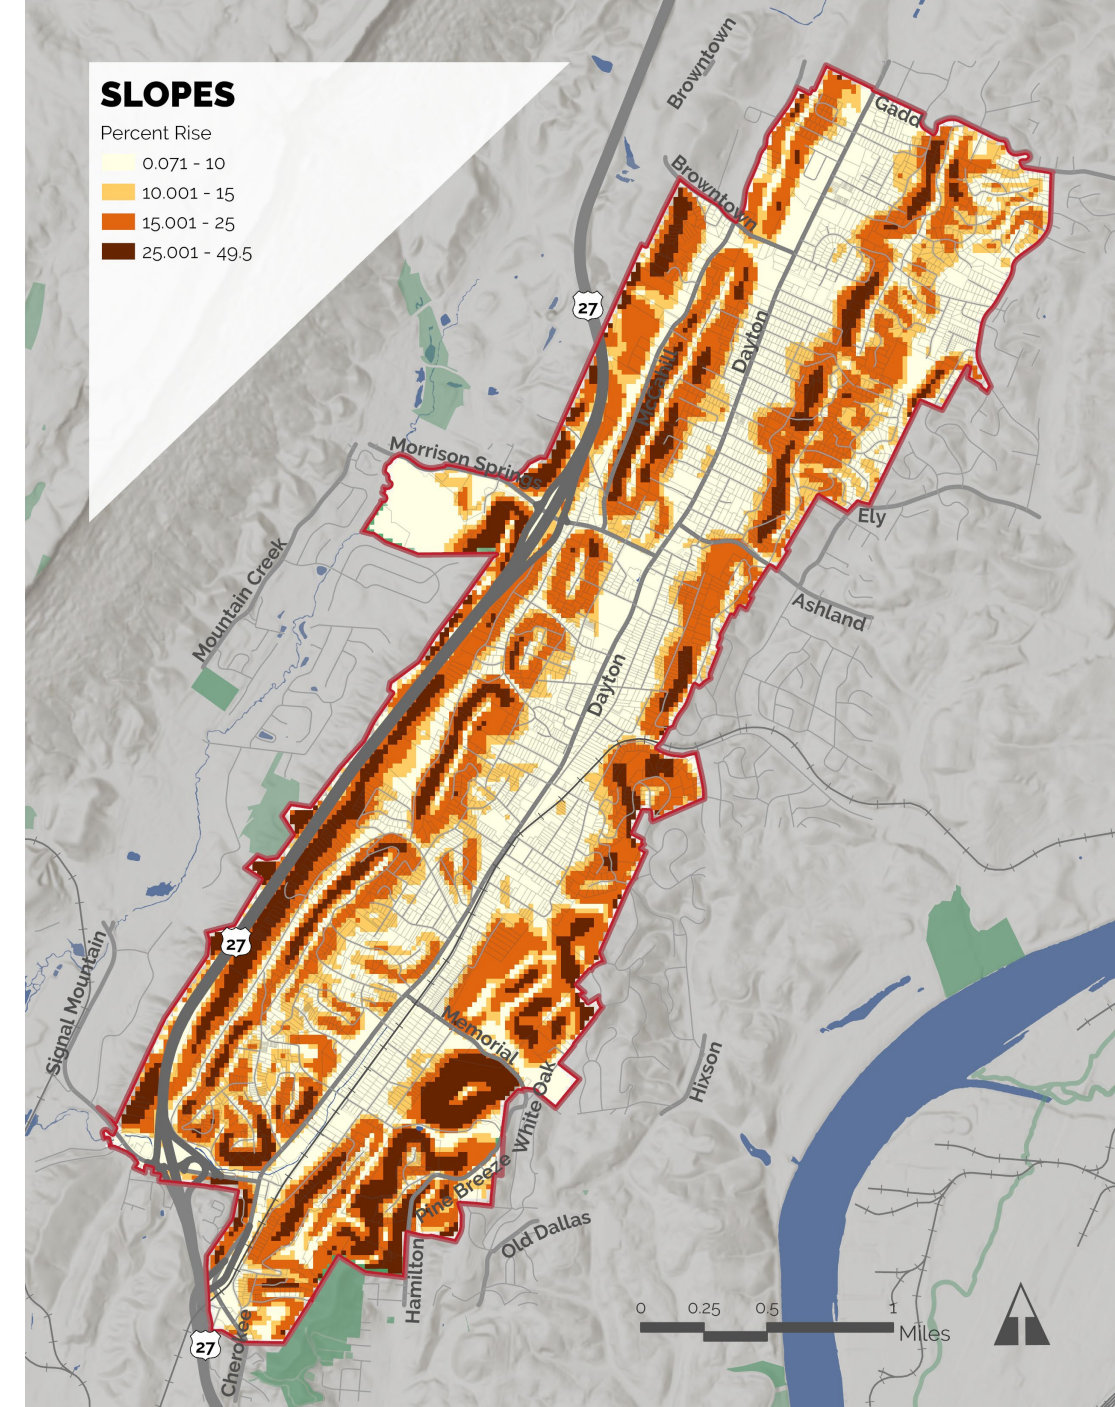 SLOPES
Percent Rise
0.071 - 10
10.001 - 15
15.001 - 25
25.001 - 49.5
Browntown
Gadd
Browntown
27
Dayton
McCahill
Morrison Springs
Ely
Mountain Creek
Ashland
Dayton
27
Signal Mountain
Memorial
Hixson
White Oak
Pine Breeze
Old Dallas
Hamilton
0 0.25 0.5 1
Miles
27
Cherokee